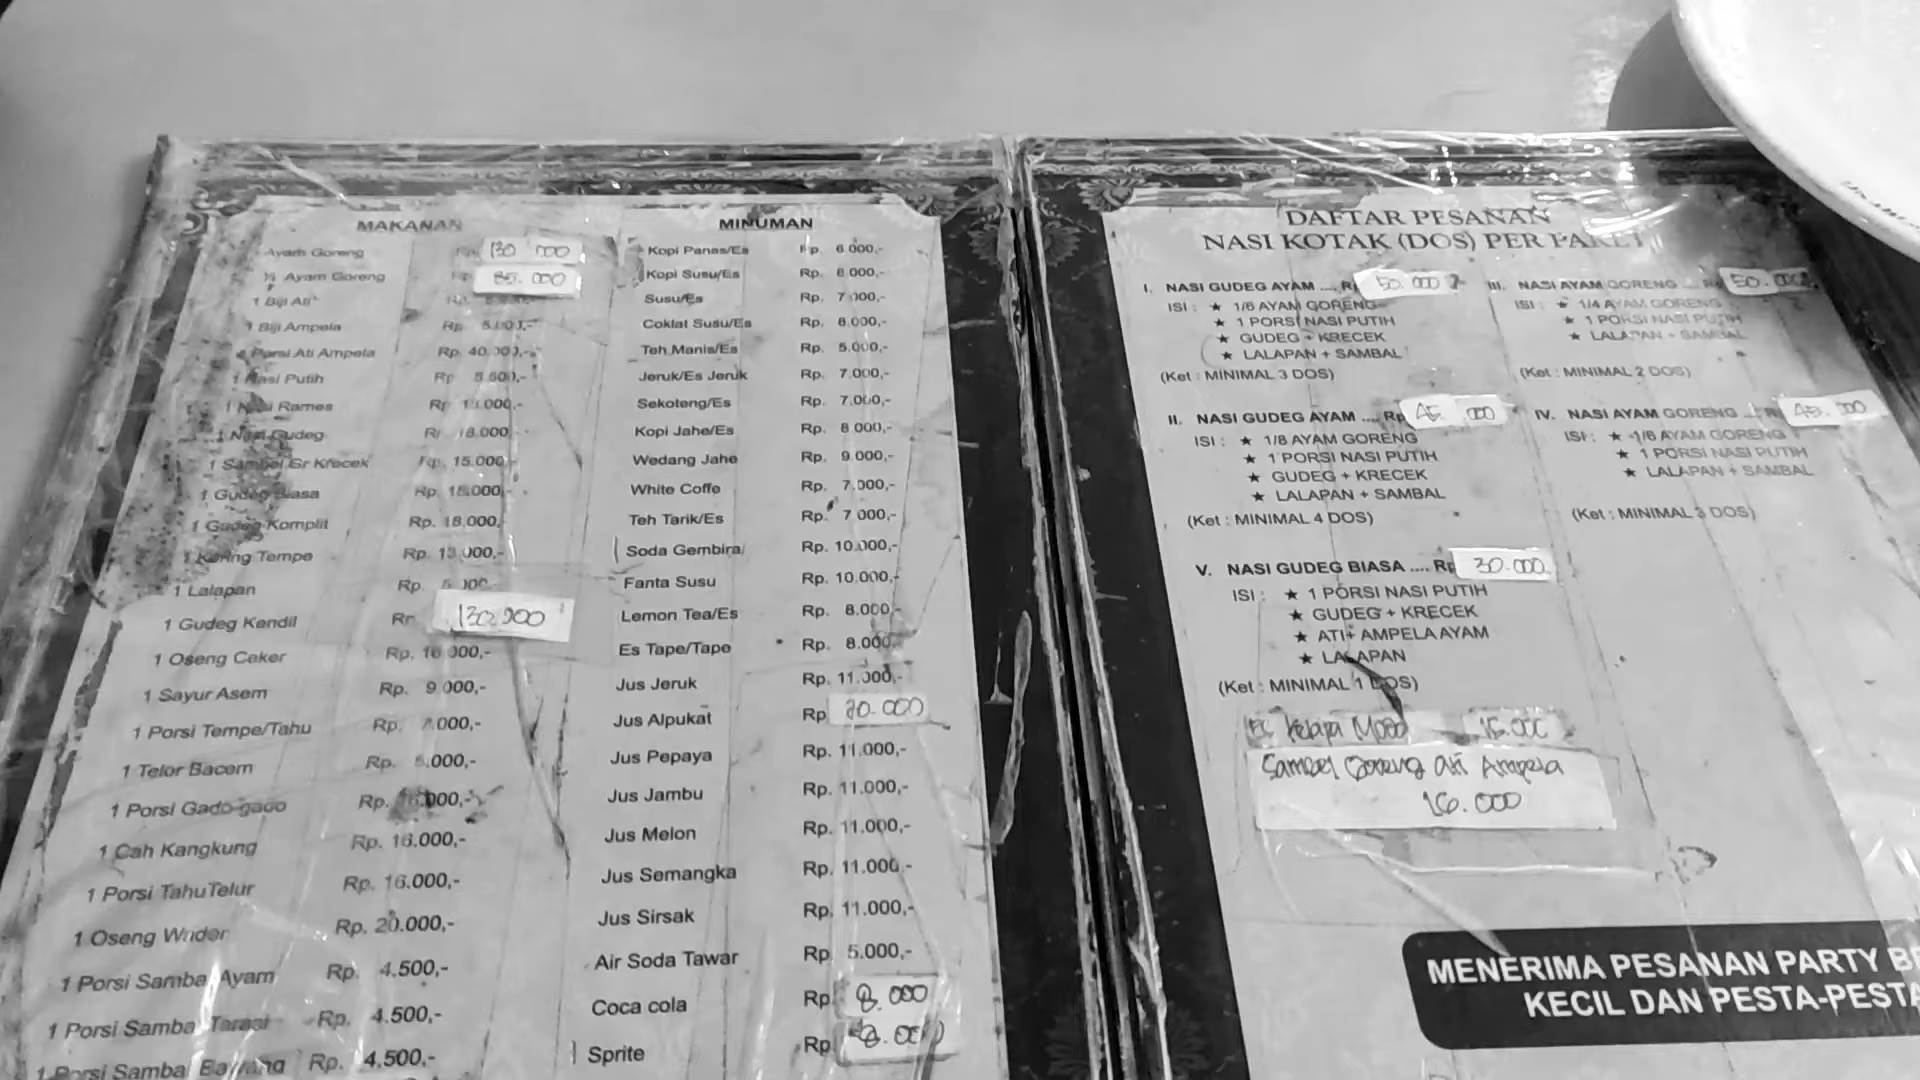 MAKANAN
Ayam Goreng Rp 130.000
½ Ayam Goreng Rp 85.000
1 Biji Ati Rp.
1 Biji Ampela Rp 5.000,-
Porsi Ati Ampela Rp. 40.000,-
1 Nasi Putih Rp 5.500,-
1 Nasi Rames Rp .000,-
1 Nasi Gudeg Rp 18.000,-
1 Sambel Gr Krecek Rp. 15.000,-
1 Gudeg Biasa Rp. 15.000,-
1 Gudeg Komplit Rp. 18.000,
1 Kering Tempe Rp. 13.000,-
1 Lalapan Rp.
1 Gudeg Kendil Rp 130.000
1 Oseng Ceker Rp. 16.000,-
1 Sayur Asem Rp. 9.000,-
1 Porsi Tempe/Tahu Rp. 7.000,-
1 Telor Bacem Rp. 5.000,-
1 Porsi Gado-gado Rp.
1 Cah Kangkung Rp. 16.000,-
1 Porsi TahuTelur Rp. 16.000,-
1 Oseng Wader Rp. 20.000,-
1 Porsi Sambal Ayam Rp. 4.500,-
1 Porsi Sambal Tarasi Rp. 4.500,-
1 Porsi Sambal Bawang Rp. 4.500,-
MINUMAN
Kopi Panas/Es Rp. 6.000,-
Kopi Susu/Es Rp. 8.000,-
Susu/Es Rp. 7.000,-
Coklat Susu/Es Rp. 8.000,-
Teh Manis/Es Rp. 5.000,-
Jeruk/Es Jeruk Rp. 7.000,-
Sekoteng/Es Rp. 7.000,-
Kopi Jahe/Es Rp. 8.000,-
Wedang Jahe Rp. 9.000,-
White Coffe Rp. 7.000,-
Teh Tarik/Es Rp. 7.000,-
Soda Gembira Rp. 10.000,-
Fanta Susu Rp. 10.000,-
Lemon Tea/Es Rp. 8.000,-
Es Tape/Tape Rp. 8.000,
Jus Jeruk Rp. 11.000,-
Jus Alpukat Rp 20.000
Jus Pepaya Rp. 11.000,-
Jus Jambu Rp. 11.000,-
Jus Melon Rp. 11.000,-
Jus Semangka Rp. 11.000,-
Jus Sirsak Rp. 11.000,-
Air Soda Tawar Rp 5.000,-
Coca cola Rp 8.000
Sprite Rp 8.000
DAFTAR PESANAN
NASI KOTAK (DOS) PER PAKET
I. NASI GUDEG AYAM .... Rp 50.000
ISI : ★ 1/6 AYAM GORENG
★ 1 PORSI NASI PUTIH
★ GUDEG + KRECEK
★ LALAPAN + SAMBAL
(Ket : MINIMAL 3 DOS)
II. NASI GUDEG AYAM .... Rp 45.000
ISI : ★ 1/8 AYAM GORENG
★ 1 PORSI NASI PUTIH
★ GUDEG + KRECEK
★ LALAPAN + SAMBAL
(Ket : MINIMAL 4 DOS)
III. NASI AYAM GORENG 50.000
ISI : ★ 1/4 AYAM GORENG
★ 1 PORSI NASI PUTIH
★ LALAPAN + SAMBAL
(Ket : MINIMAL 2 DOS)
IV. NASI AYAM GORENG 45.000
ISI : ★ 1/6 AYAM GORENG
★ 1 PORSI NASI PUTIH
★ LALAPAN + SAMBAL
(Ket : MINIMAL 3 DOS)
V. NASI GUDEG BIASA .... Rp 30.000
ISI : ★ 1 PORSI NASI PUTIH
★ GUDEG + KRECEK
★ ATI + AMPELA AYAM
★ LALAPAN
(Ket : MINIMAL 1 DOS)
Kelapa 15.000
Sambel Goreng ati Ampela
16.000
MENERIMA PESANAN PARTY BE
KECIL DAN PESTA-PESTA